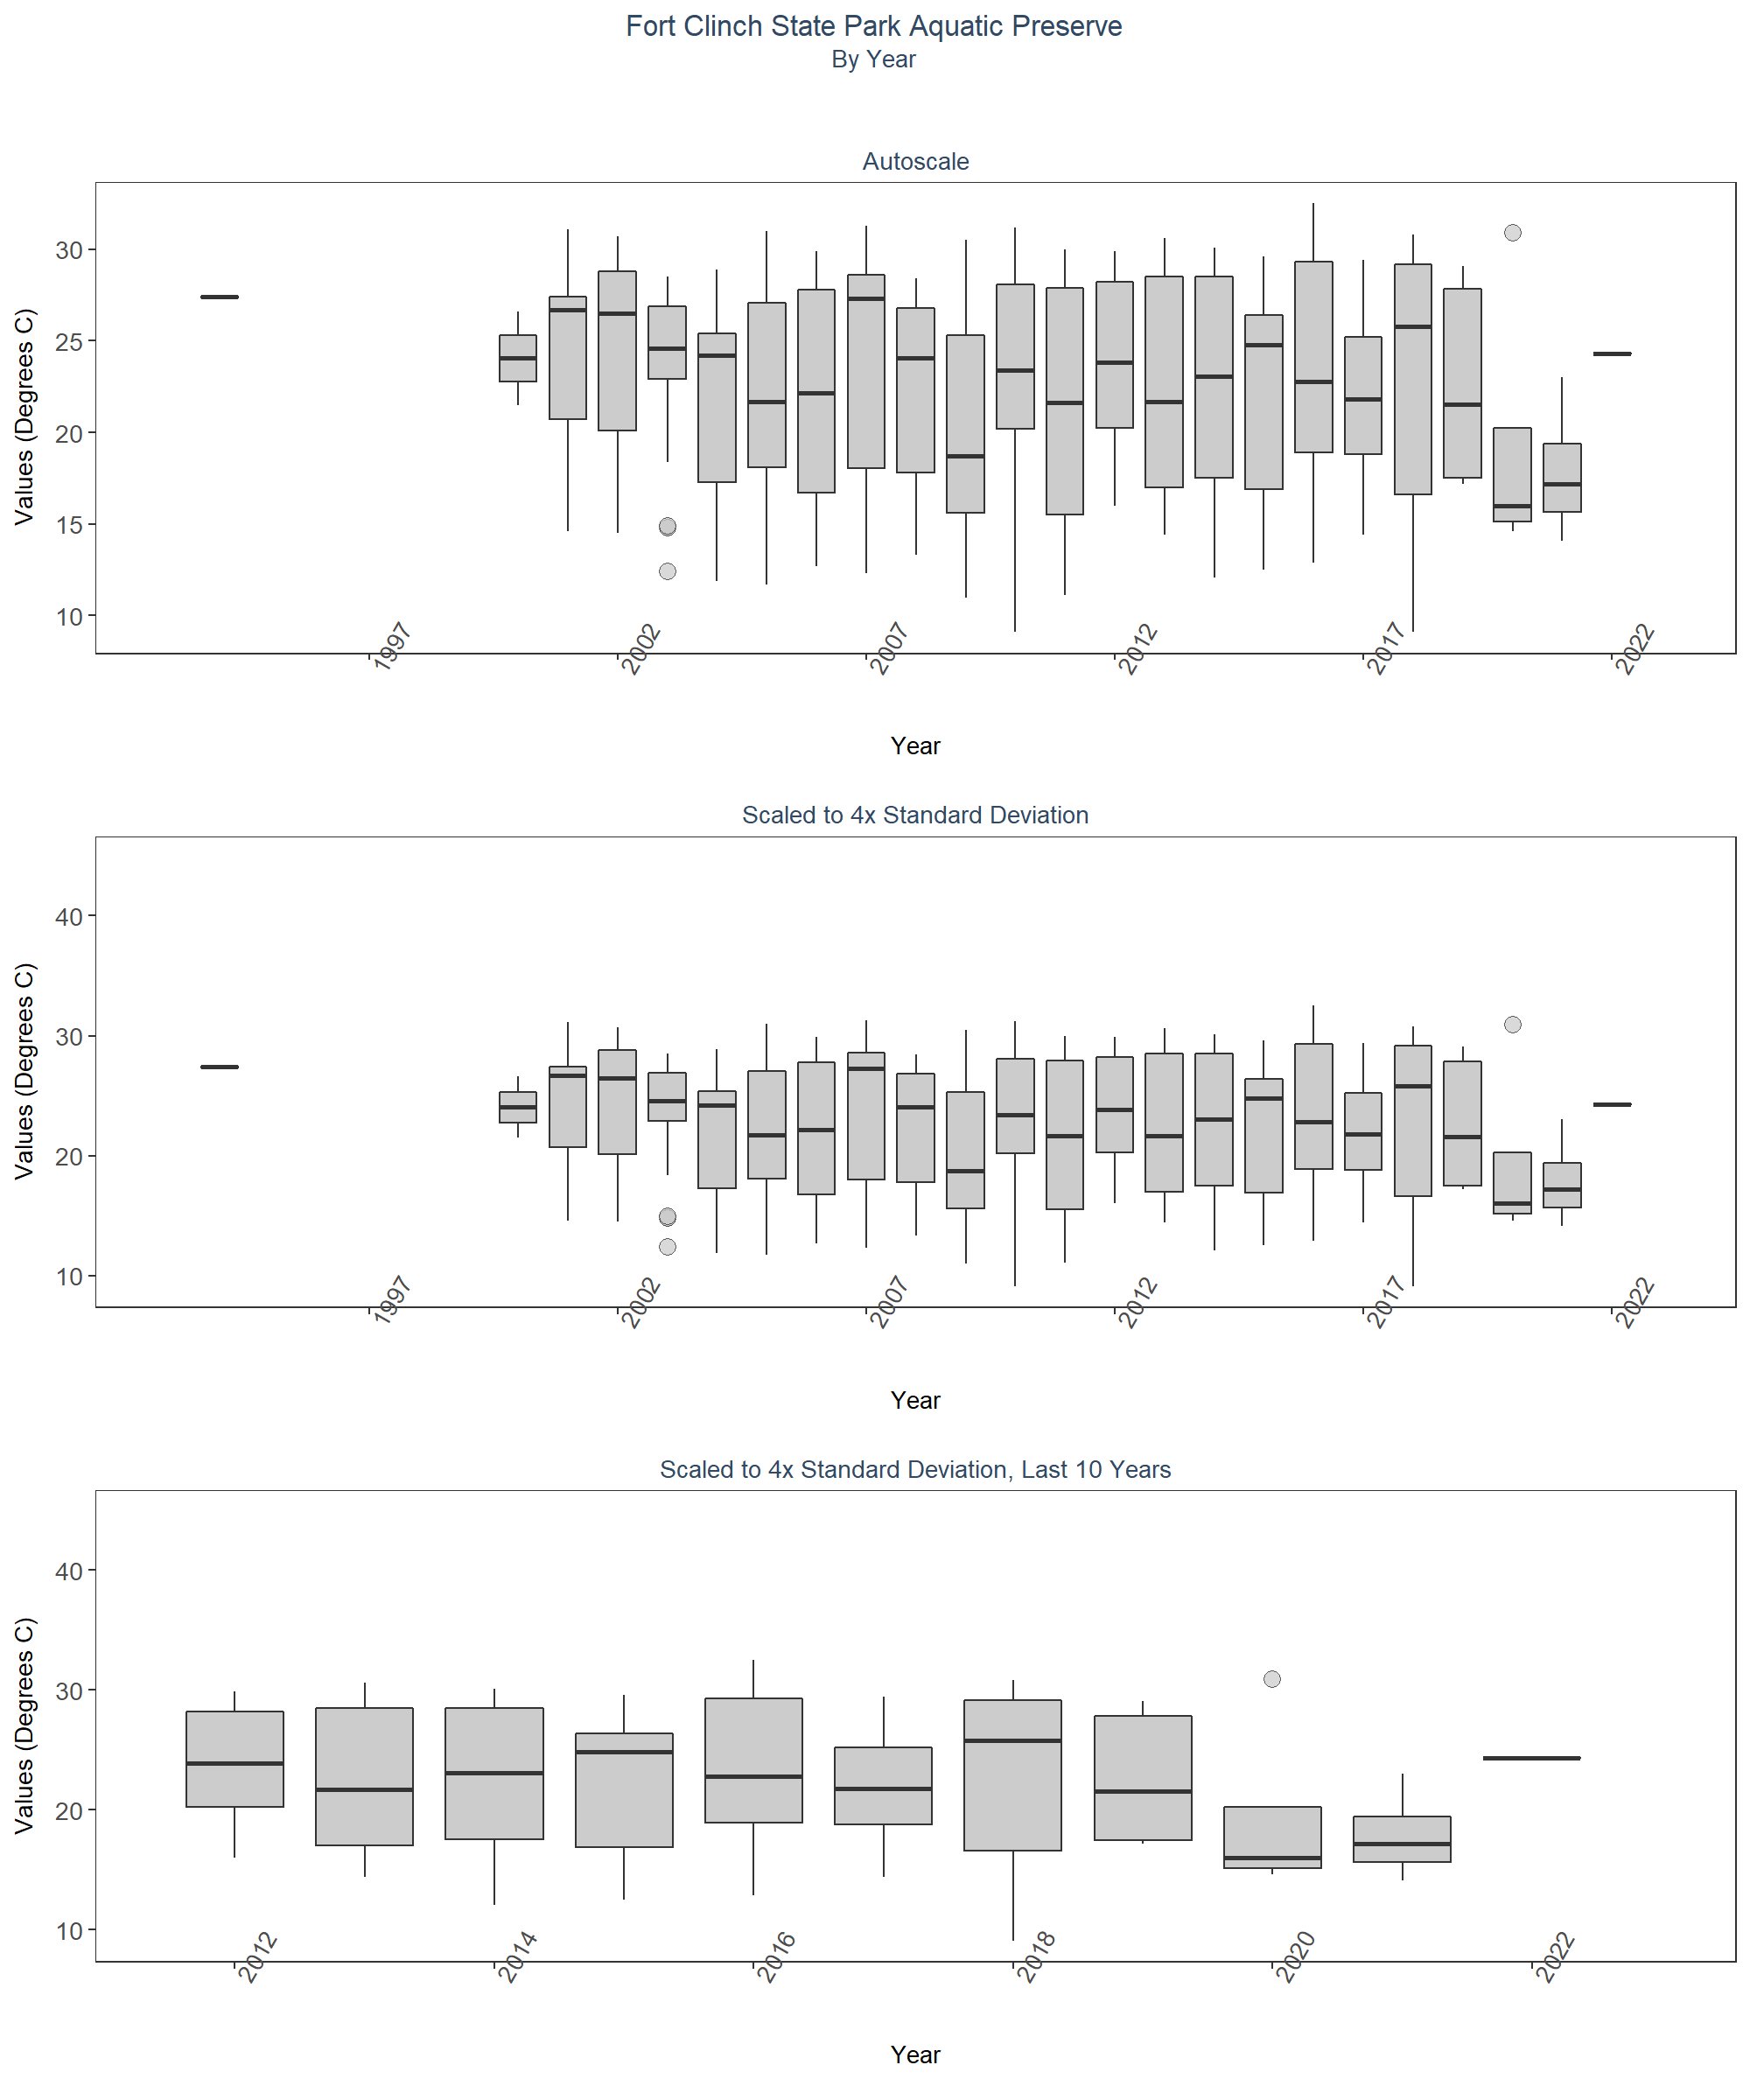 Fort Clinch State Park Aquatic Preserve
By Year
Autoscale
Values (Degrees C)
30
25
20
15
10
1997
2002
2007
2012
2017
2022
Year
Scaled to 4x Standard Deviation
Values (Degrees C)
40
30
20
10
1997
2002
2007
2012
2017
2022
Year
Scaled to 4x Standard Deviation, Last 10 Years
Values (Degrees C)
40
30
20
10
2012
2014
2016
2018
2020
2022
Year